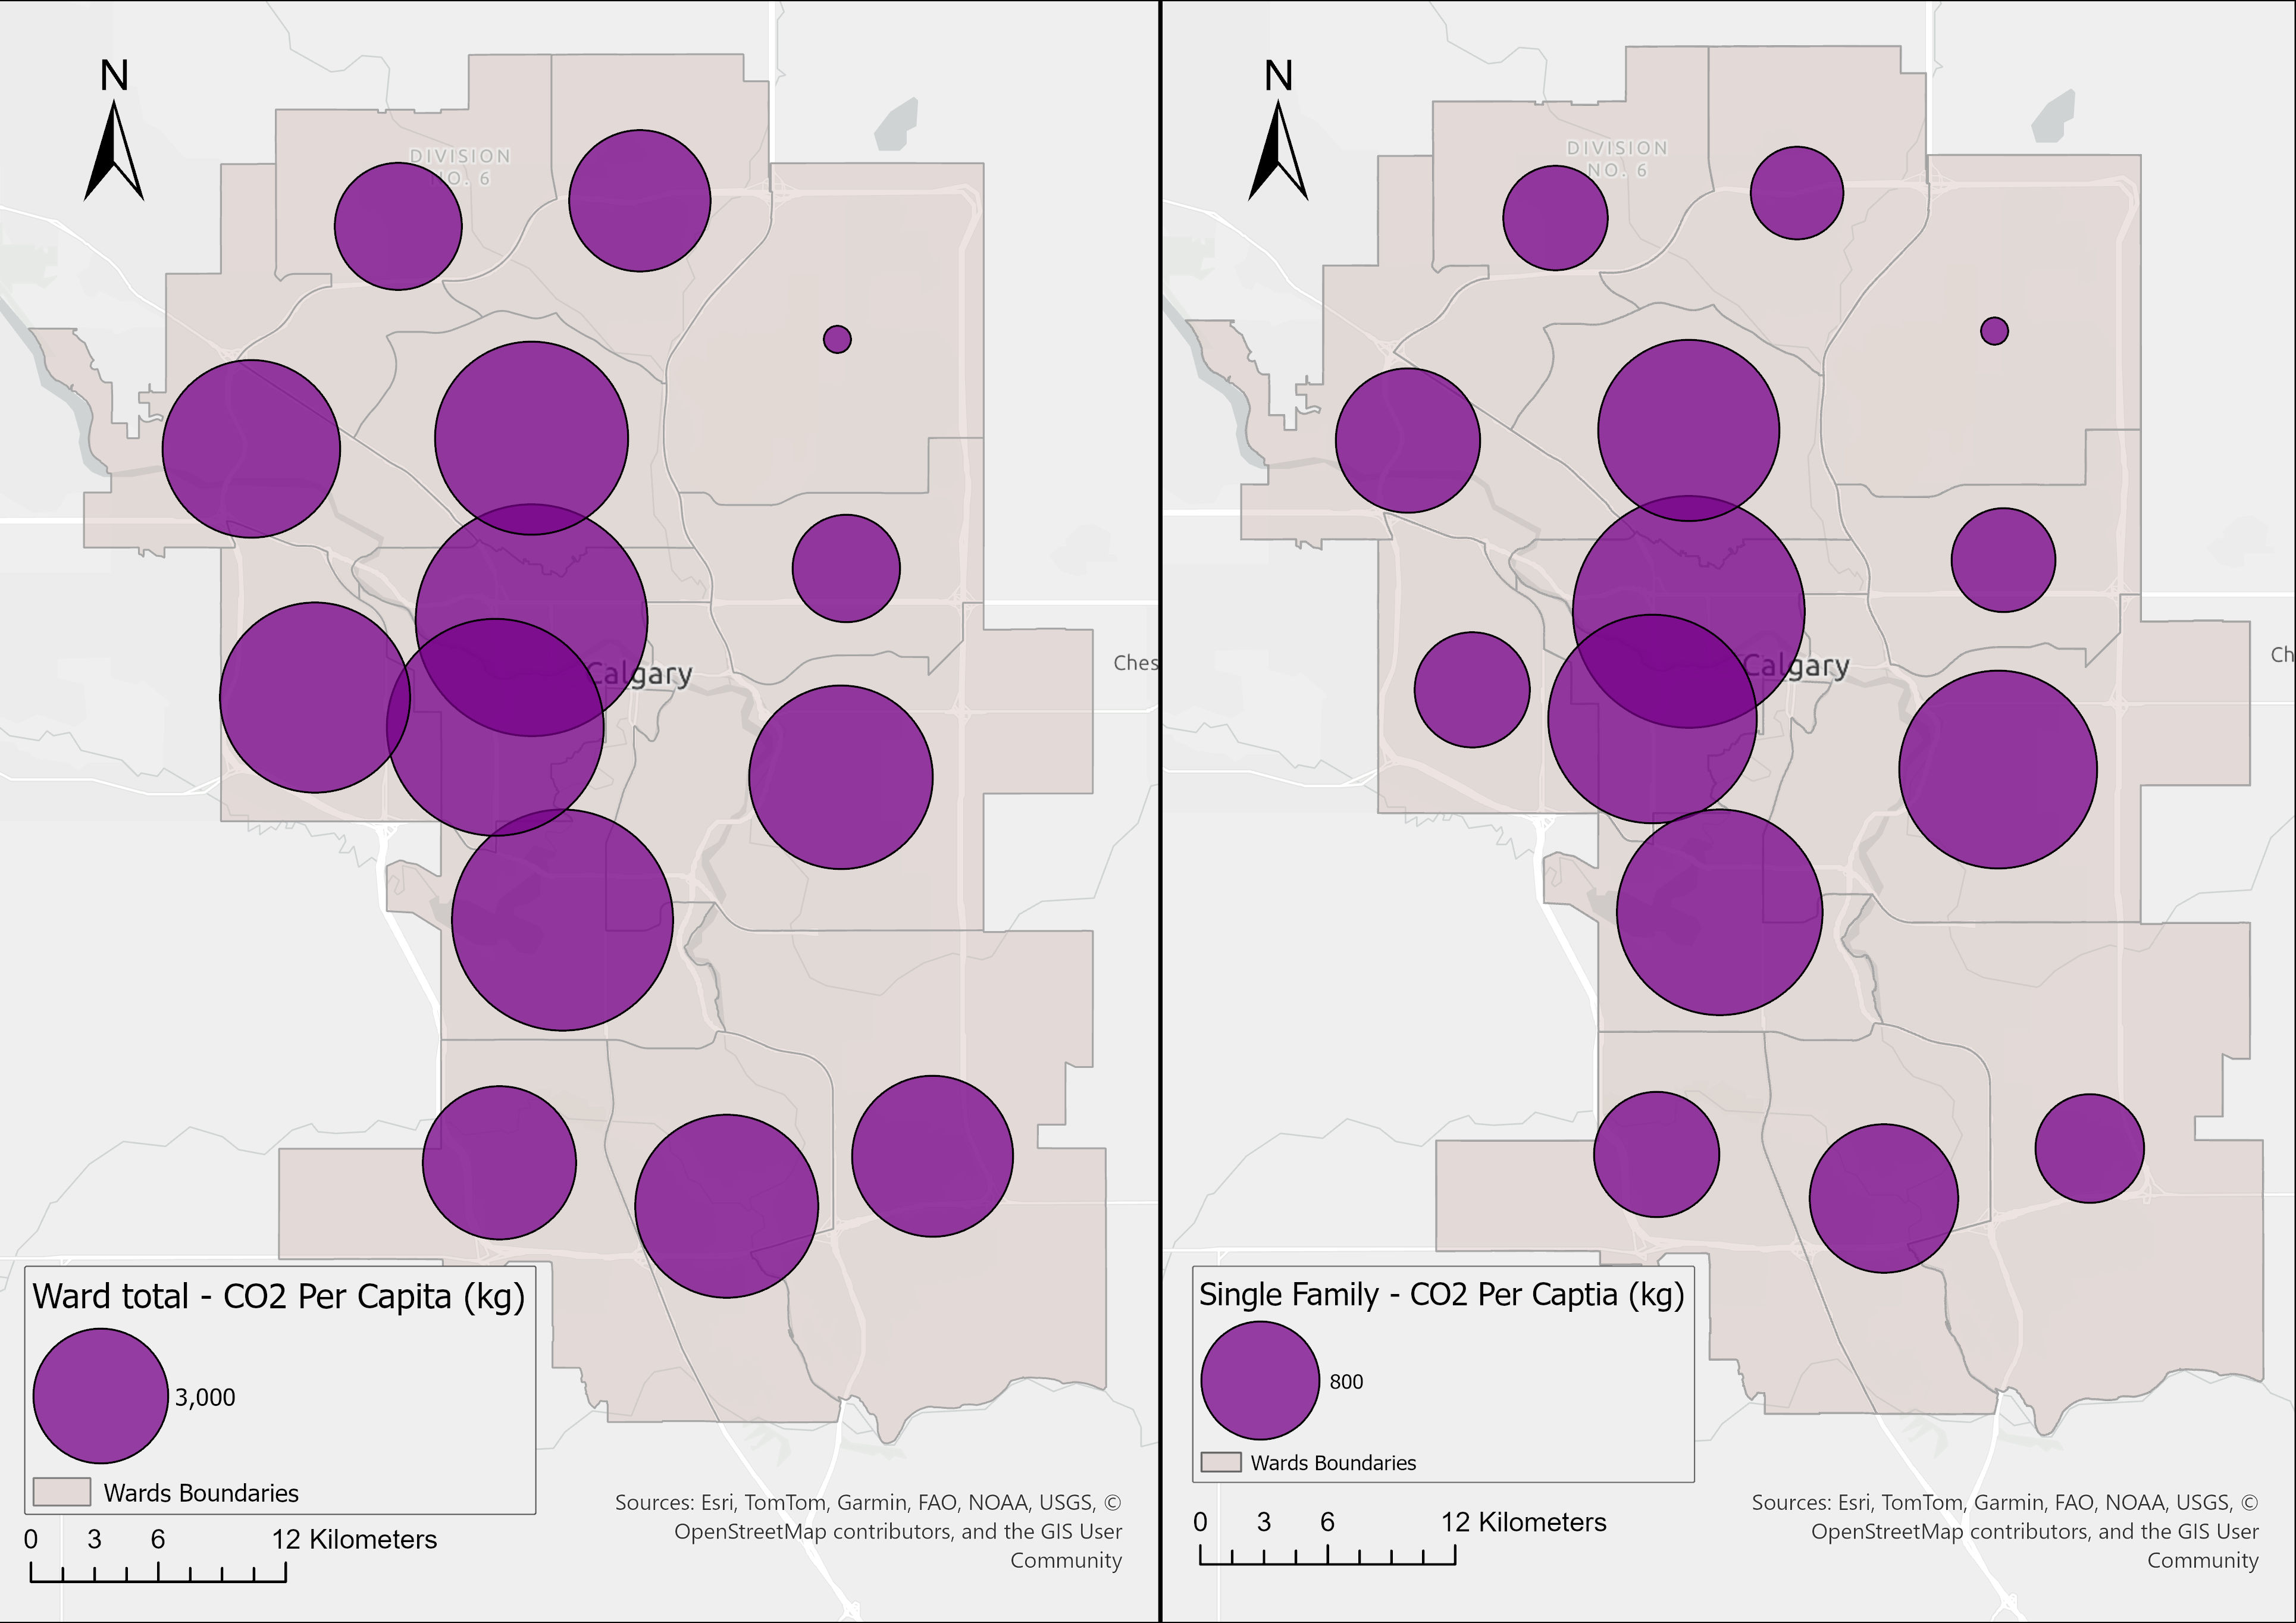 N
DIVISION
NO. 6
Calgary
Ches
Ward total - CO2 Per Capita (kg)
3,000
Wards Boundaries
0 3 6 12 Kilometers
Sources: Esri, TomTom, Garmin, FAO, NOAA, USGS, ©
OpenStreetMap contributors, and the GIS User
Community
N
DIVISION
NO. 6
Calgary
Ch
Single Family - CO2 Per Captia (kg)
800
Wards Boundaries
0 3 6 12 Kilometers
Sources: Esri, TomTom, Garmin, FAO, NOAA, USGS, ©
OpenStreetMap contributors, and the GIS User
Community